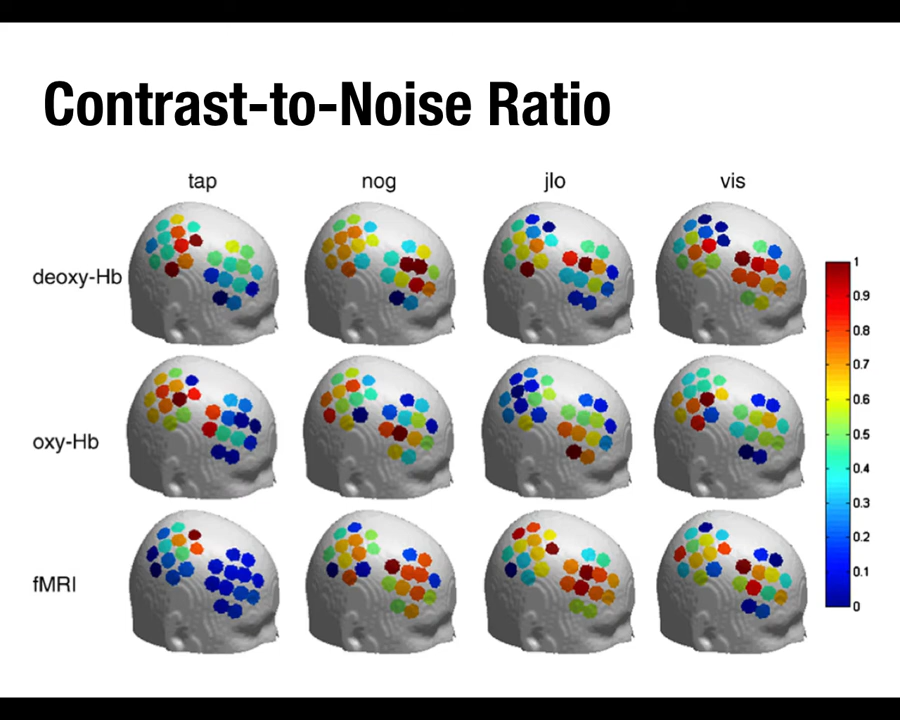 Contrast-to-Noise Ratio
tap nog jlo vis
deoxy-Hb
oxy-Hb
fMRI
1
0.9
0.8
0.7
0.6
0.5
0.4
0.3
0.2
0.1
0